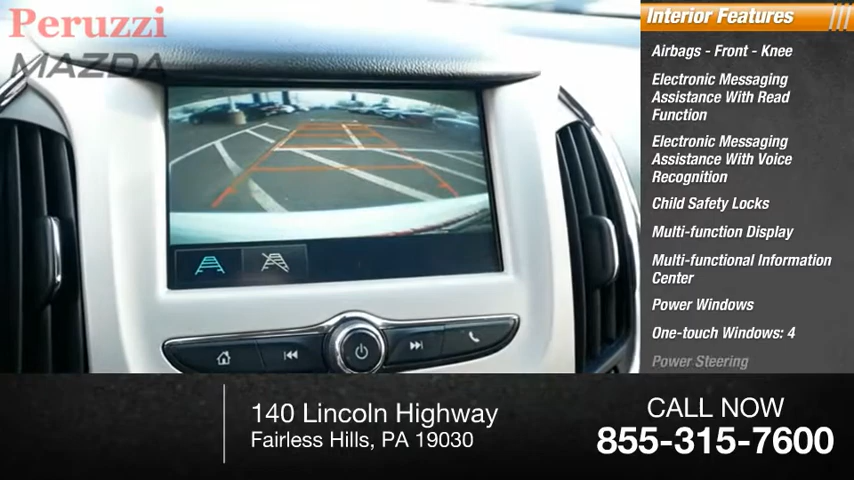 Peruzzi
MAZDA
Interior Features
Airbags - Front - Knee
Electronic Messaging
Assistance With Read
Function
Electronic Messaging
Assistance With Voice
Recognition
Child Safety Locks
Multi-function Display
Multi-functional Information
Center
Power Windows
One-touch Windows: 4
Power Steering
140 Lincoln Highway
Fairless Hills, PA 19030
CALL NOW
855-315-7600